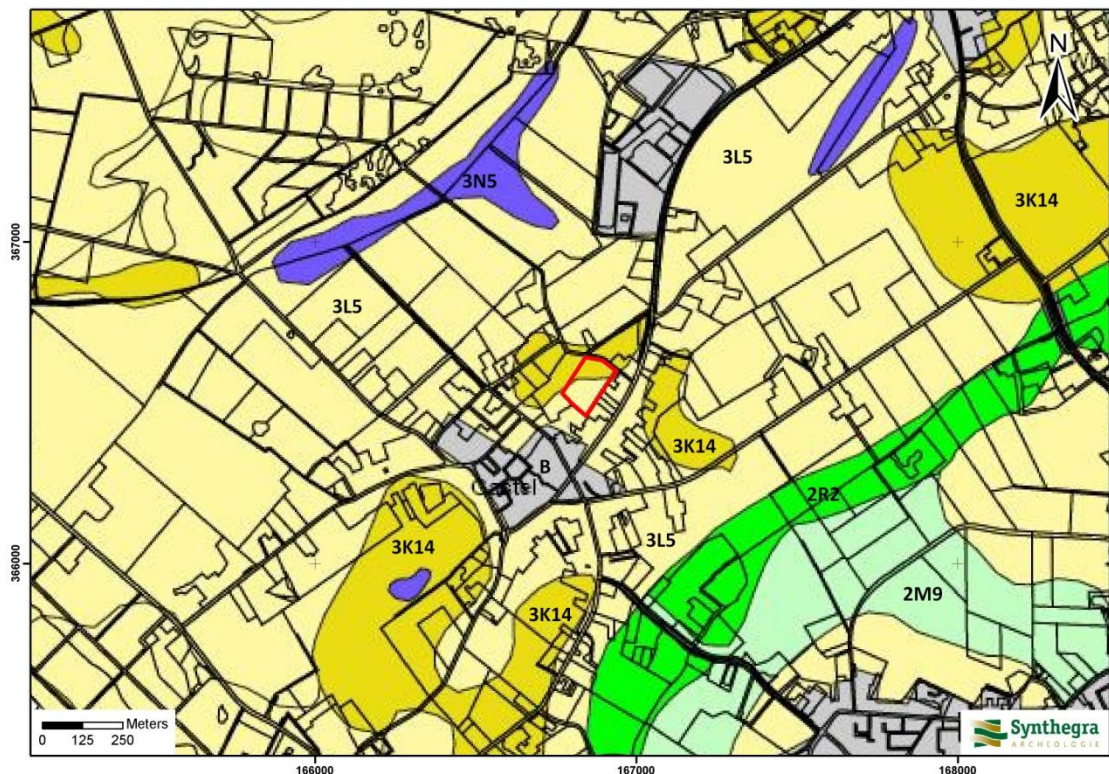 N
3L5
3N5
3K14
367000
3L5
3K14
B
Gastel
2R2
3K14
3L5
366000
2M9
3K14
Meters
0 125 250
Synthegra
ARCHEOLOGIE
166000
167000
168000